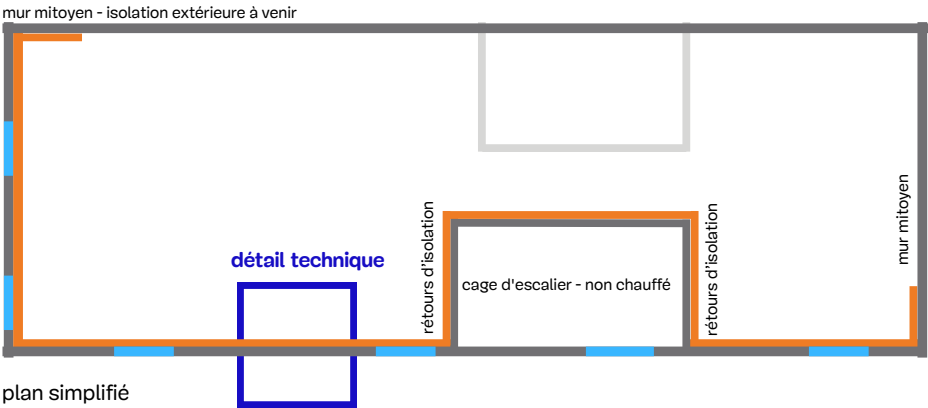 mur mitoyen - isolation extérieure à venir
détail technique
rétours d'isolation
cage d'escalier - non chauffé
rétours d'isolation
mur mitoyen
plan simplifié